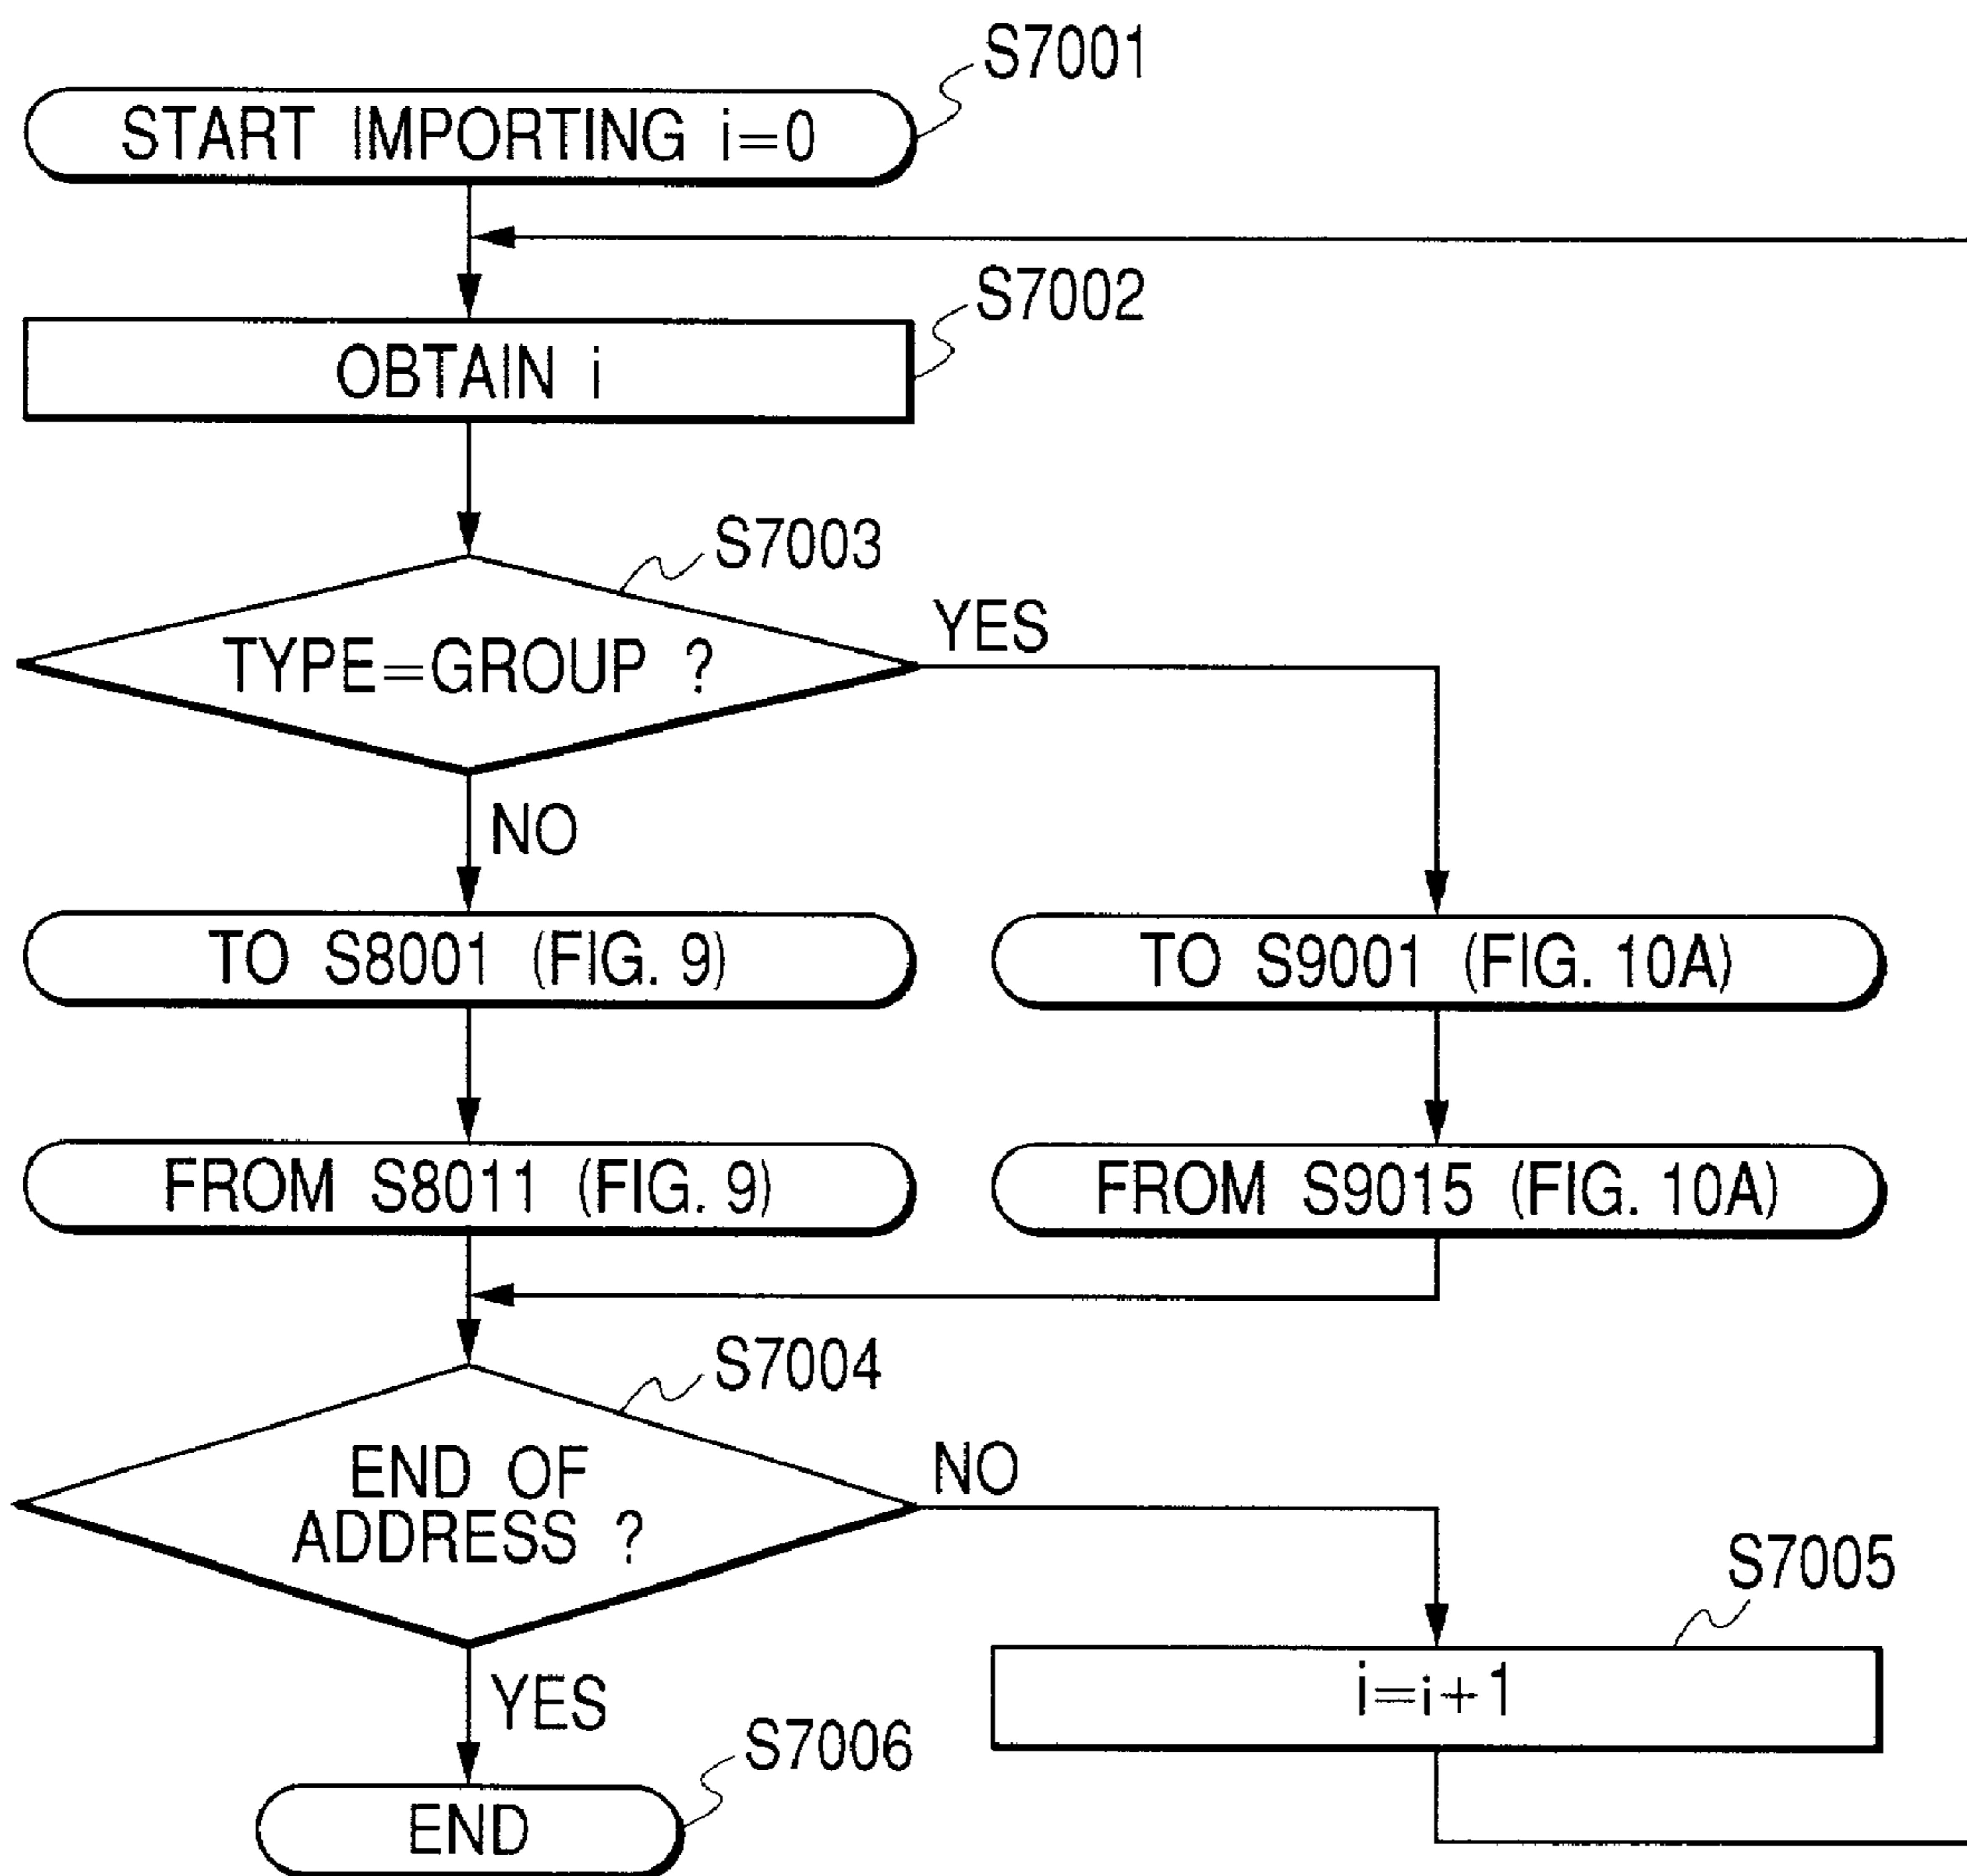 S7001
START IMPORTING i=0
S7002
OBTAIN i
S7003
TYPE=GROUP ?
YES
NO
TO S8001 (FIG. 9)
TO S9001 (FIG. 10A)
FROM S8011 (FIG. 9)
FROM S9015 (FIG. 10A)
S7004
END OF
ADDRESS ?
NO
S7005
i=i+1
YES
S7006
END